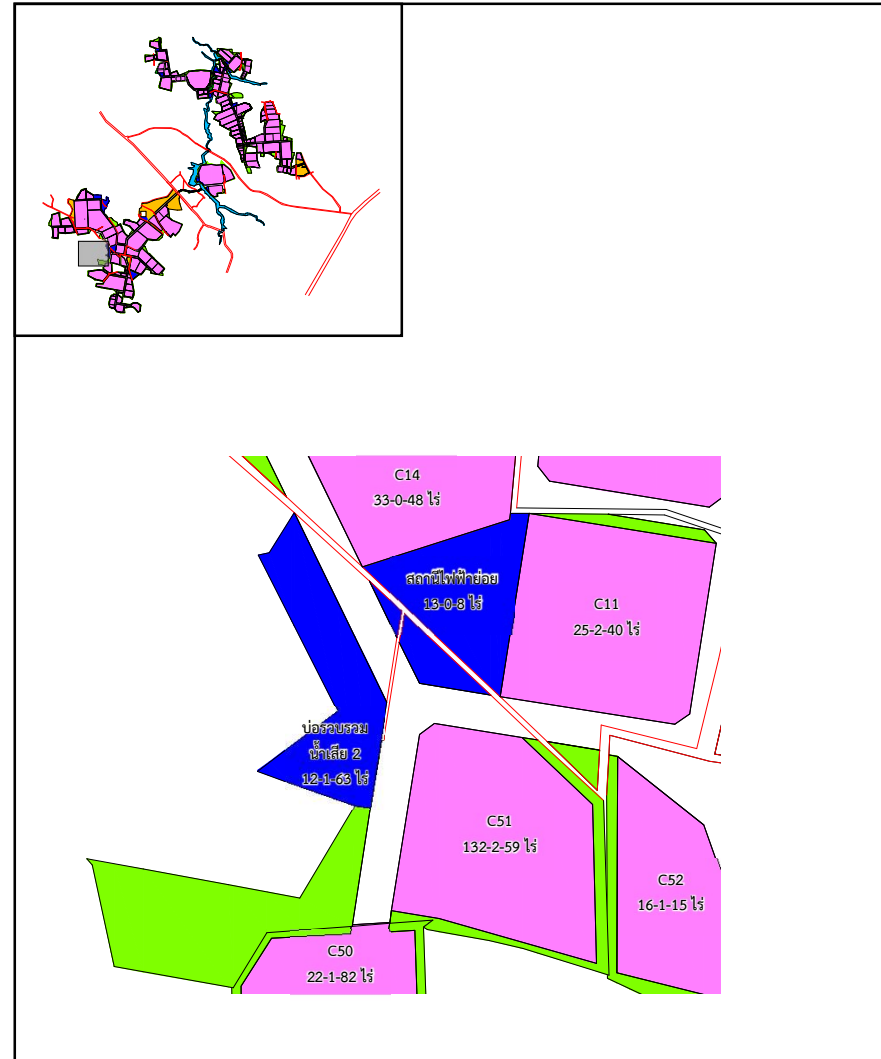 C14
33-0-48 ไร่
สถานีไฟฟ้าย่อย
13-0-8 ไร่
C11
25-2-40 ไร่
บ่อรวบรวม
น้ำเสีย 2
12-1-63 ไร่
C51
132-2-59 ไร่
C52
16-1-15 ไร่
C50
22-1-82 ไร่